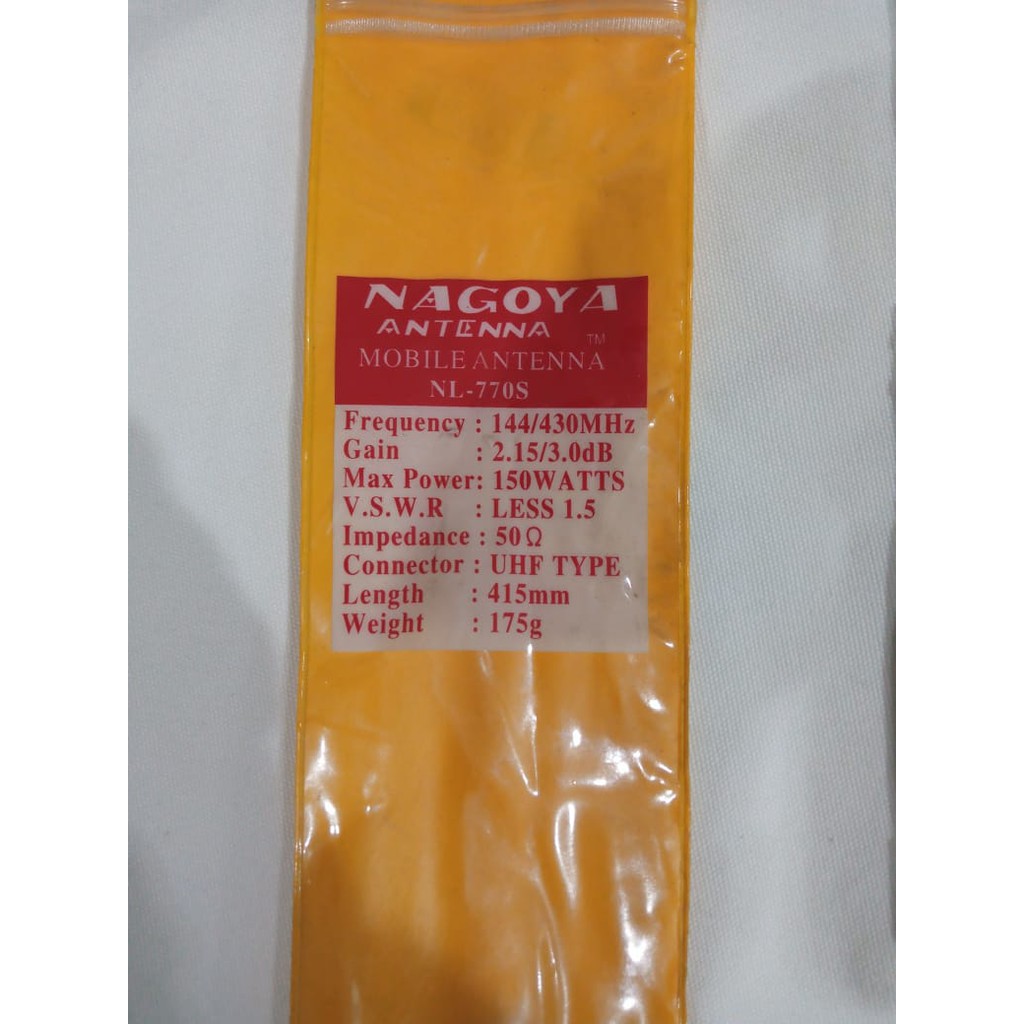 NAGOYA
ANTENNA
TM
MOBILE ANTENNA
NL-770S
Frequency : 144/430MHz
Gain : 2.15/3.0dB
Max Power: 150WATTS
V.S.W.R : LESS 1.5
Impedance : 50Ω
Connector : UHF TYPE
Length : 415mm
Weight : 175g